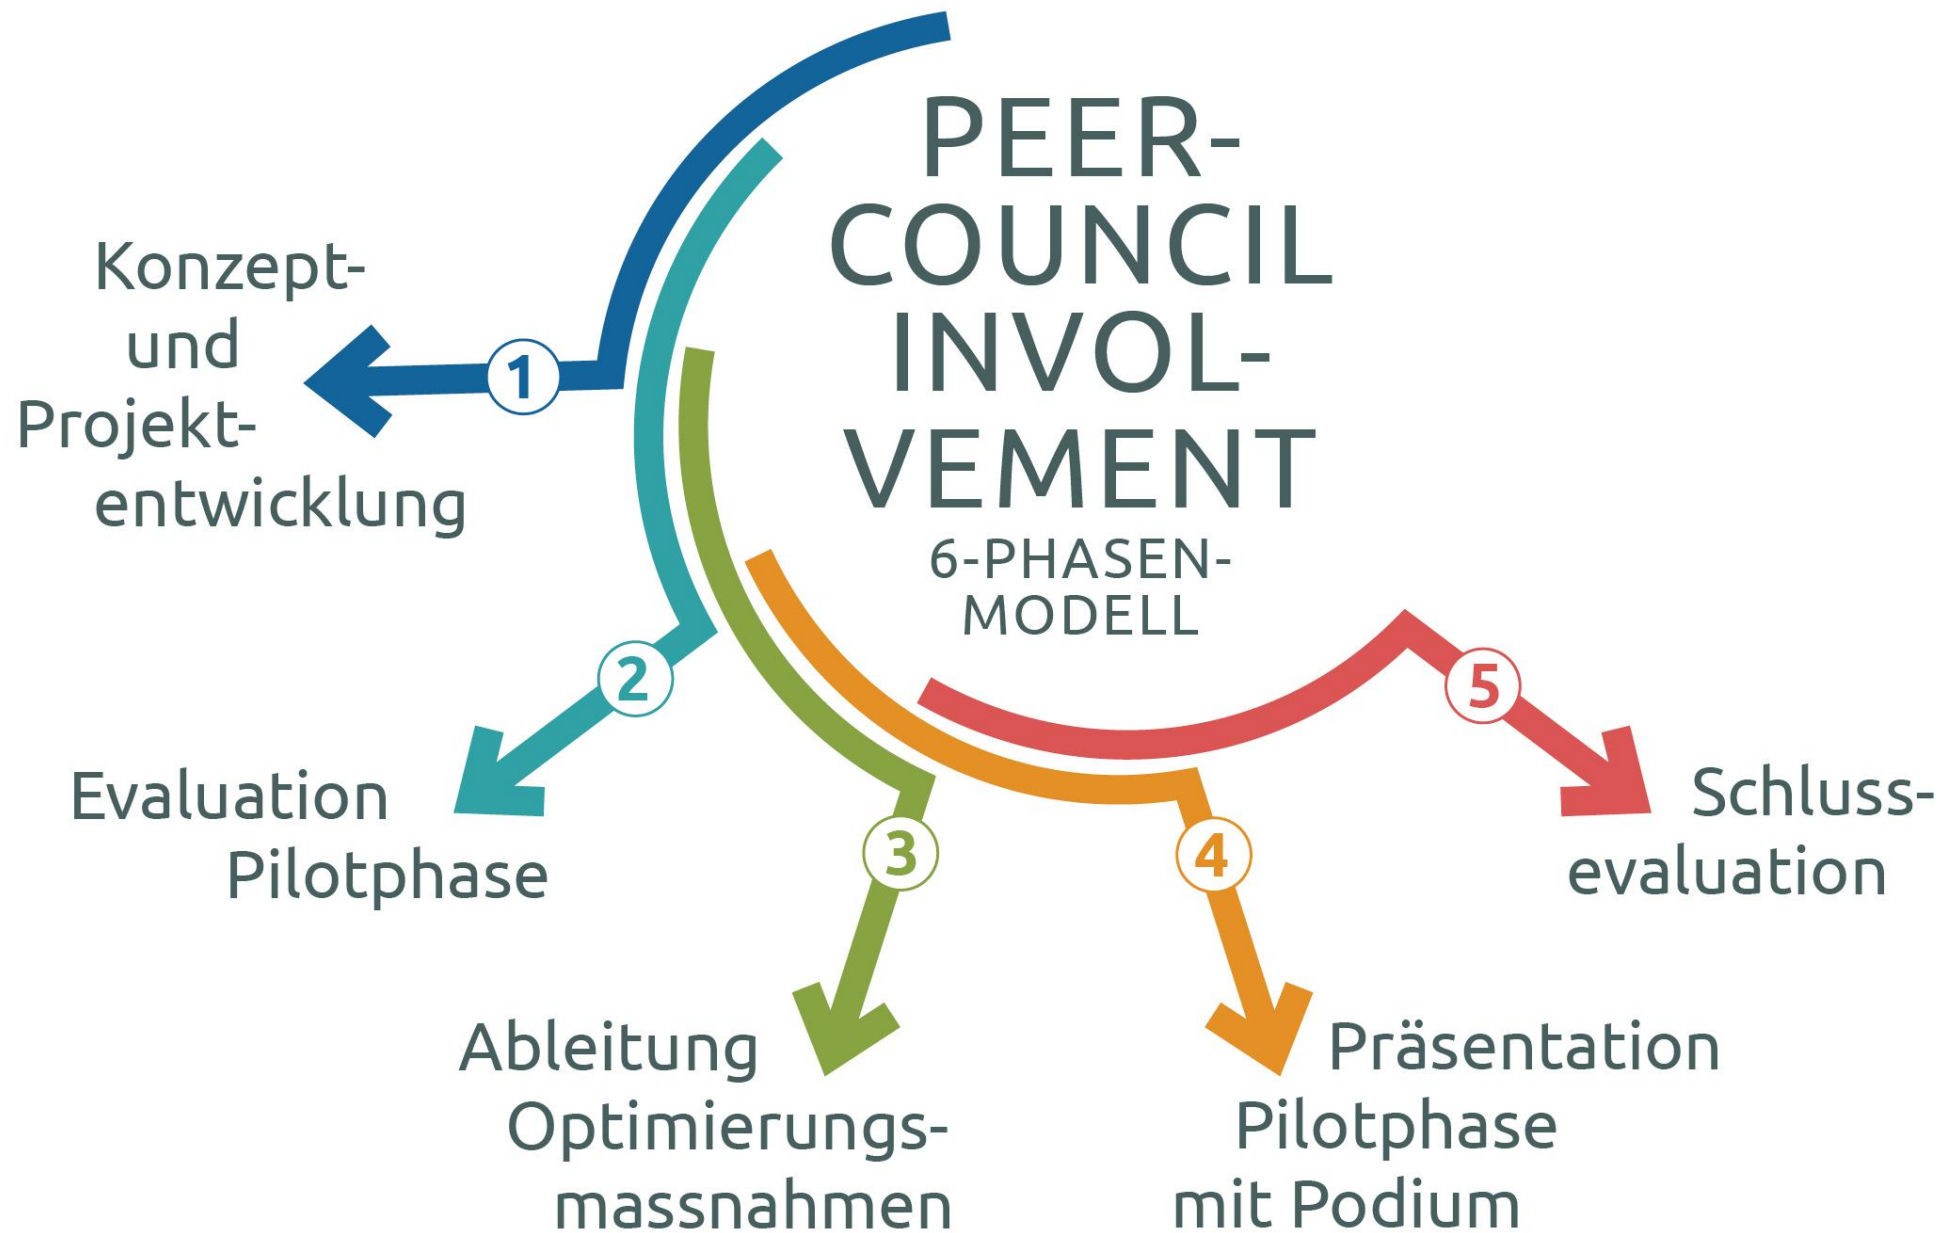 PEER-
COUNCIL
INVOL-
VEMENT
6-PHASEN-
MODELL
1
Konzept-
und
Projekt-
entwicklung
2
Evaluation
Pilotphase
3
Ableitung
Optimierungs-
massnahmen
4
Präsentation
Pilotphase
mit Podium
5
Schluss-
evaluation